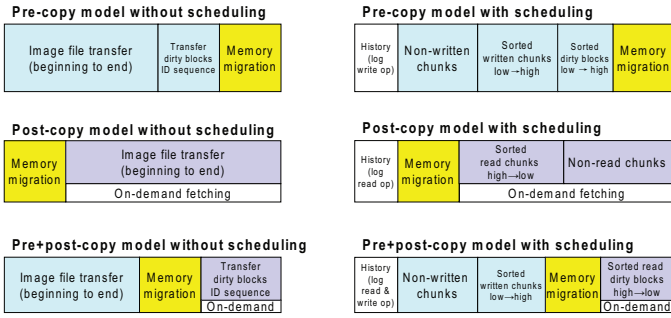 Pre-copy model without scheduling
Image file transfer
(beginning to end)
Transfer
dirty blocks
ID sequence
Memory
migration
Pre-copy model with scheduling
History
(log
write op)
Non-written
chunks
Sorted
written chunks
low→high
Sorted
dirty blocks
low → high
Memory
migration
Post-copy model without scheduling
Memory
migration
Image file transfer
(beginning to end)
On-demand fetching
Post-copy model with scheduling
History
(log
read op)
Memory
migration
Sorted
read chunks
high→low
Non-read chunks
On-demand fetching
Pre+post-copy model without scheduling
Image file transfer
(beginning to end)
Memory
migration
Transfer
dirty blocks
ID sequence
On-demand
Pre+post-copy model with scheduling
History
(log
read &
write op)
Non-written
chunks
Sorted
written chunks
low→high
Memory
migration
Sorted read
dirty blocks
high→low
On-demand